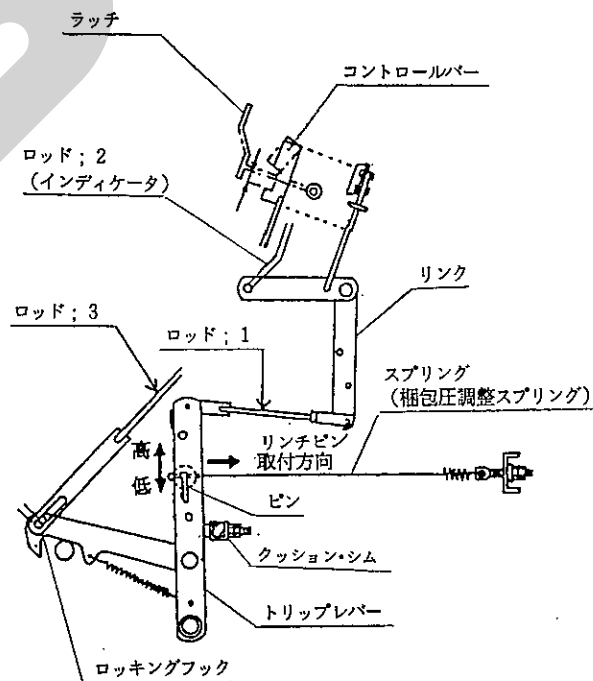 ラッチ
コントロールバー
ロッド；2
（インディケータ）
リンク
ロッド；3
ロッド；1
スプリング
（梱包圧調整スプリング）
高
低
リンチピン
取付方向
ピン
クッション・シム
トリップレバー
ロッキングフック